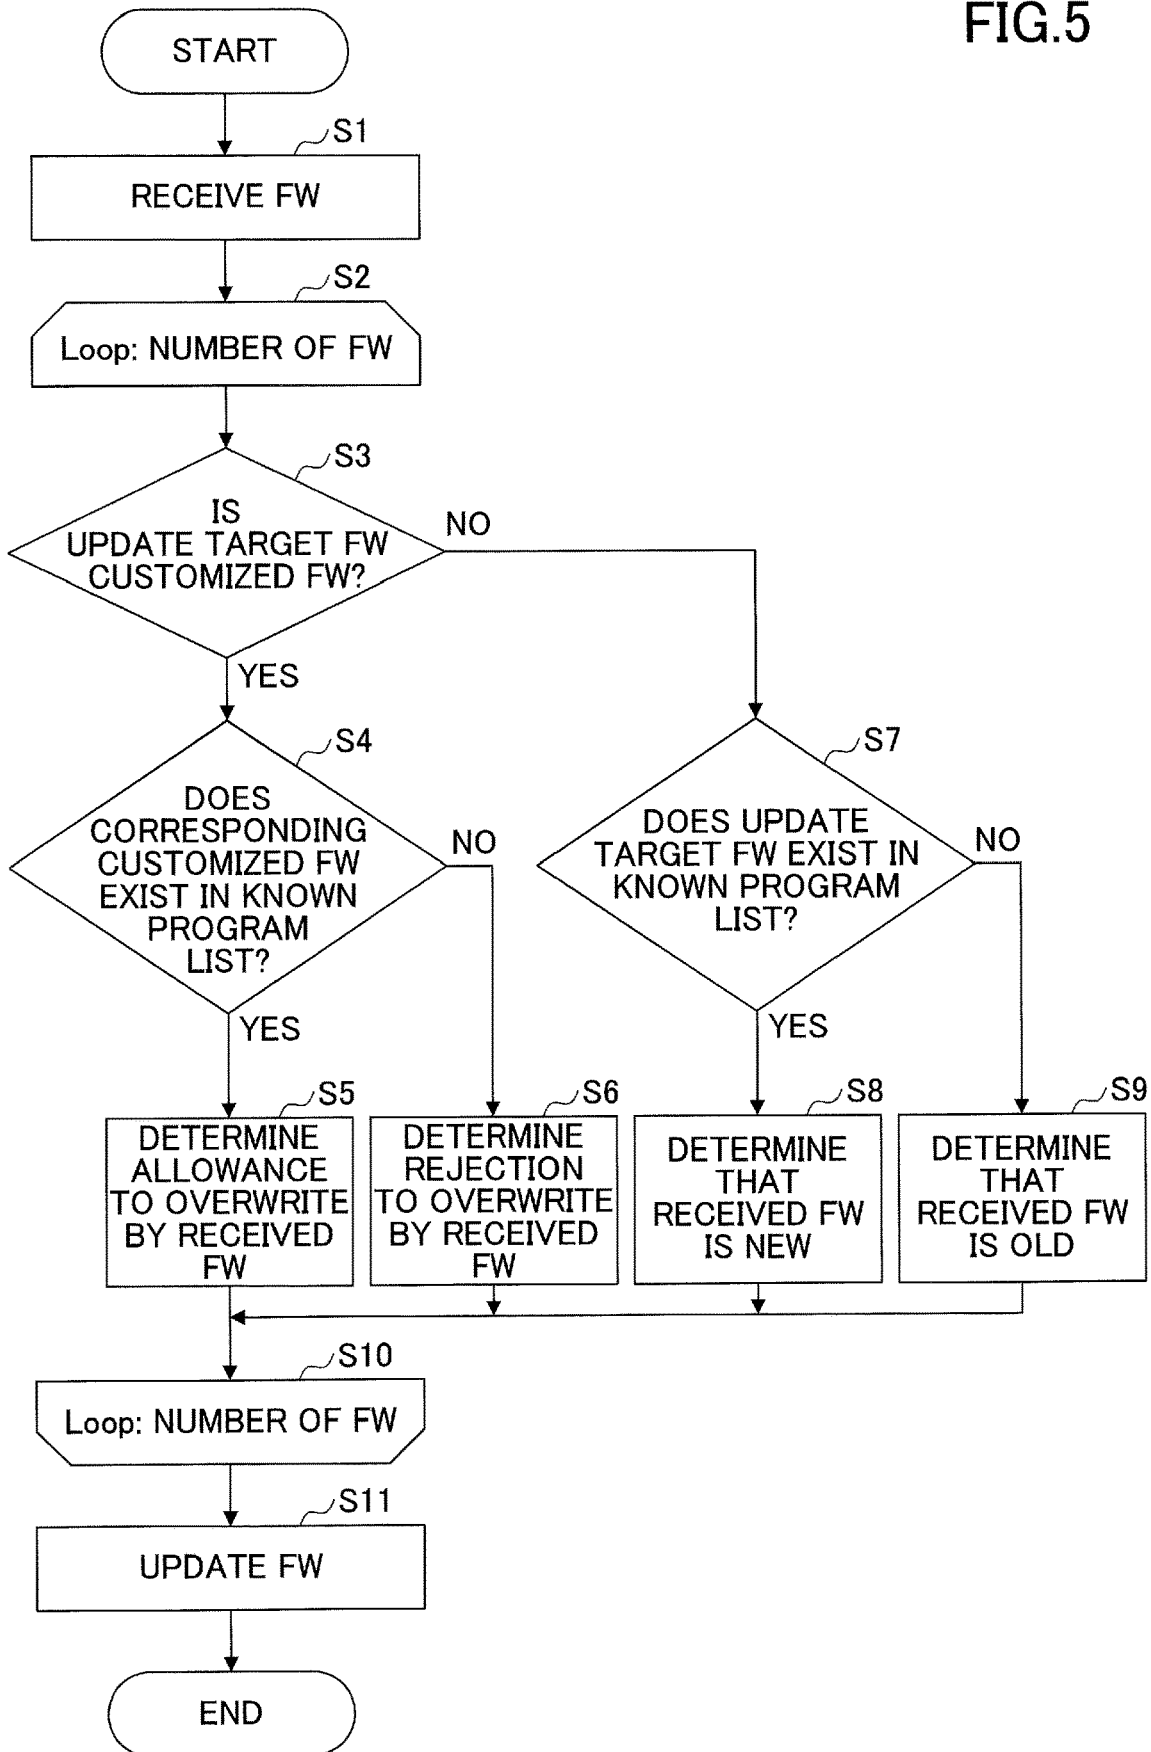 FIG.5
START
S1
RECEIVE FW
S2
Loop: NUMBER OF FW
S3
IS
UPDATE TARGET FW
CUSTOMIZED FW?
NO
YES
S4
DOES
CORRESPONDING
CUSTOMIZED FW
EXIST IN KNOWN
PROGRAM
LIST?
NO
YES
S7
DOES UPDATE
TARGET FW EXIST IN
KNOWN PROGRAM
LIST?
NO
YES
S5
DETERMINE
ALLOWANCE
TO OVERWRITE
BY RECEIVED
FW
S6
DETERMINE
REJECTION
TO OVERWRITE
BY RECEIVED
FW
S8
DETERMINE
THAT
RECEIVED FW
IS NEW
S9
DETERMINE
THAT
RECEIVED FW
IS OLD
S10
Loop: NUMBER OF FW
S11
UPDATE FW
END